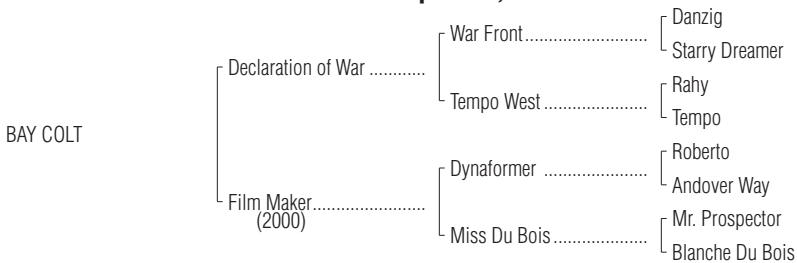 Danzig
War Front
Starry Dreamer
Declaration of War
Rahy
Tempo West
Tempo
BAY COLT
Roberto
Dynaformer
Andover Way
Film Maker
(2000)
Mr. Prospector
Miss Du Bois
Blanche Du Bois